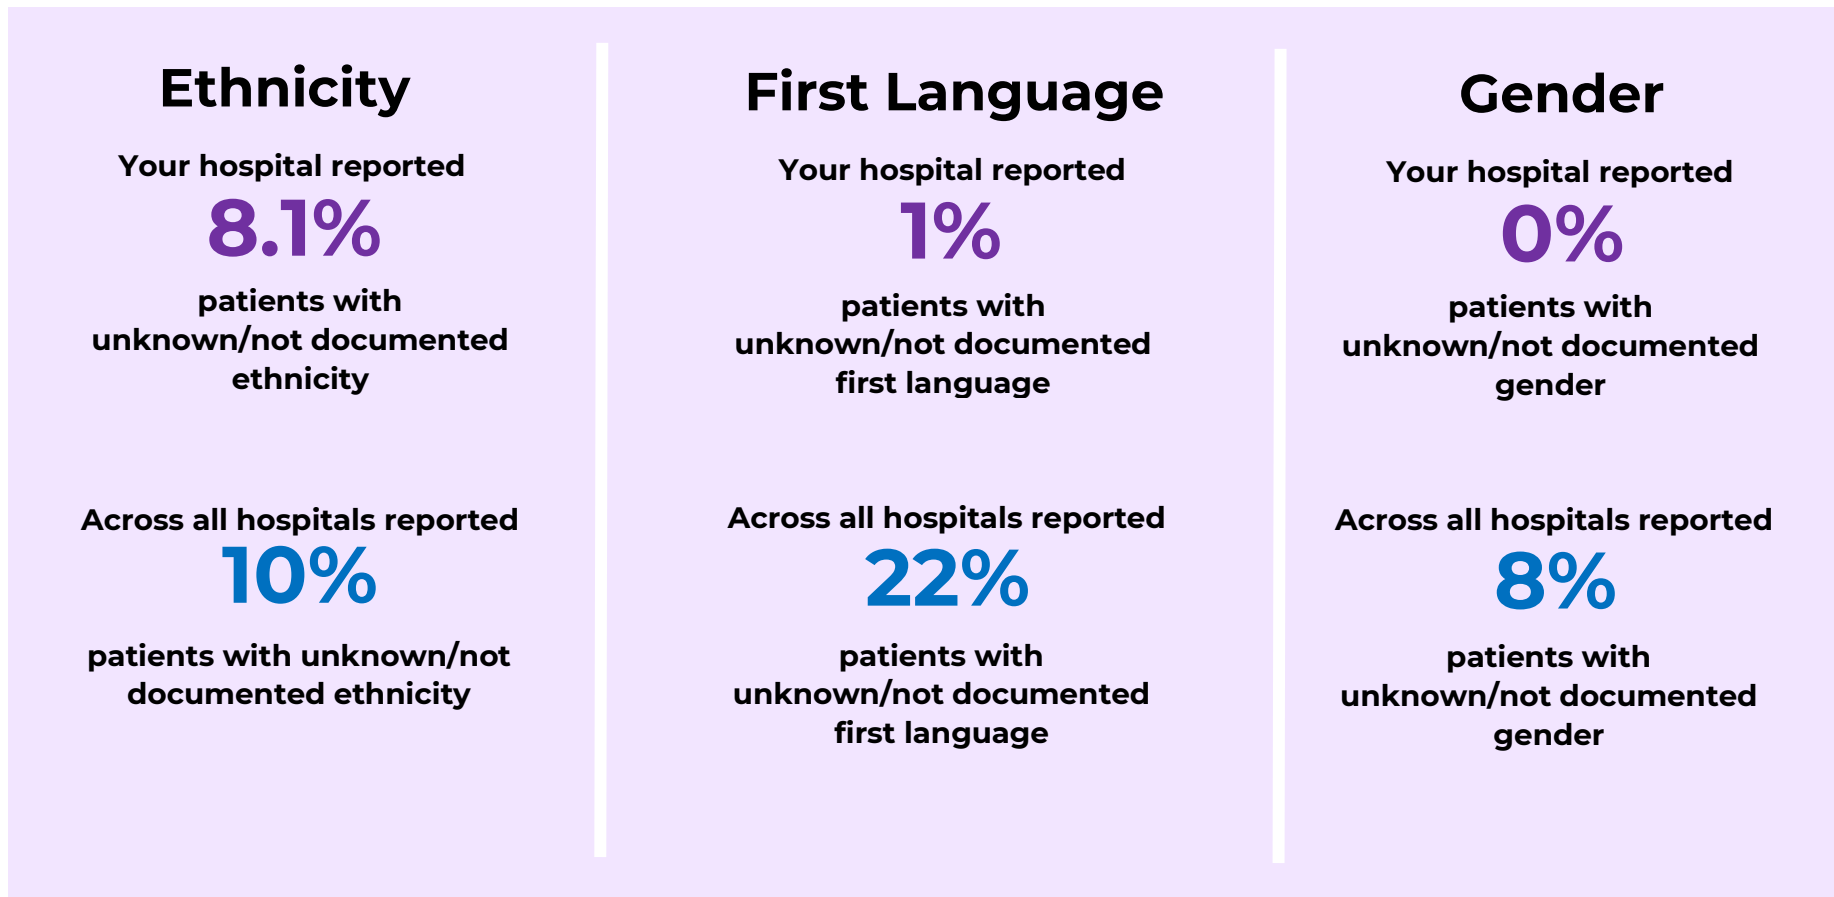 Ethnicity
Your hospital reported
8.1%
patients with
unknown/not documented
ethnicity
Across all hospitals reported
10%
patients with unknown/not
documented ethnicity
First Language
Your hospital reported
1%
patients with
unknown/not documented
first language
Across all hospitals reported
22%
patients with
unknown/not documented
first language
Gender
Your hospital reported
0%
patients with
unknown/not documented
gender
Across all hospitals reported
8%
patients with
unknown/not documented
gender